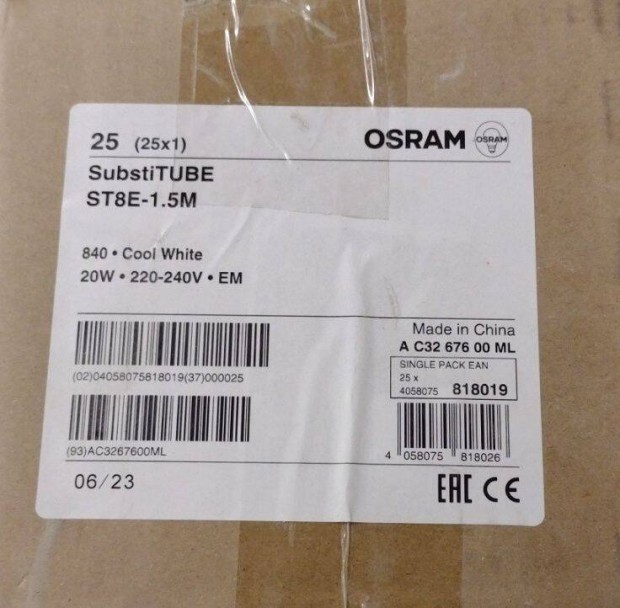 25 (25x1)
OSRAM OSRAM
SubstiTUBE
ST8E-1.5M
840 • Cool White
20W • 220-240V • EM
Made in China
A C32 676 00 ML
SINGLE PACK EAN
25 x
4058075 818019
(02)04058075818019(37)000025
(93)AC3267600ML
4 058075 818026
06/23
EAC CE